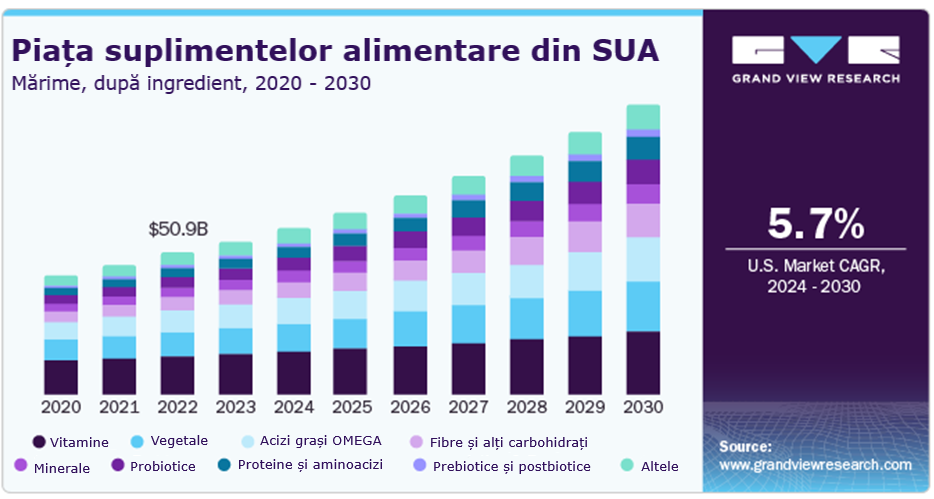 Piața suplimentelor alimentare din SUA
Mărime, după ingredient, 2020 - 2030
$50.9B
2020 2021 2022 2023 2024 2025 2026 2027 2028 2029 2030
Vitamine Vegetale Acizi grași OMEGA Fibre și alți carbohidrați
Minerale Probiotice Proteine și aminoacizi Prebiotice și postbiotice Altele
GRAND VIEW RESEARCH
5.7%
U.S. Market CAGR,
2024 - 2030
Source:
www.grandviewresearch.com